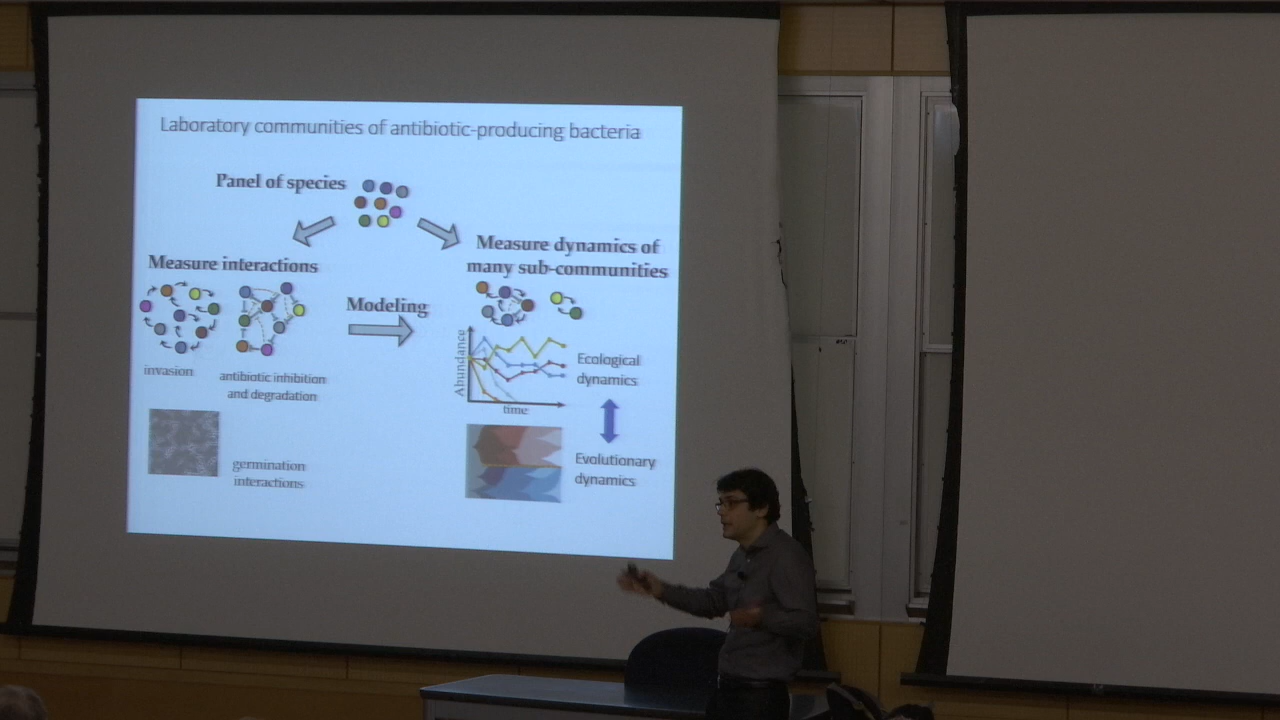 Laboratory communities of antibiotic-producing bacteria
Panel of species
Measure interactions
Measure dynamics of
many sub-communities
Modeling
invasion
antibiotic inhibition
and degradation
germination
interactions
Abundance
time
Ecological
dynamics
Evolutionary
dynamics